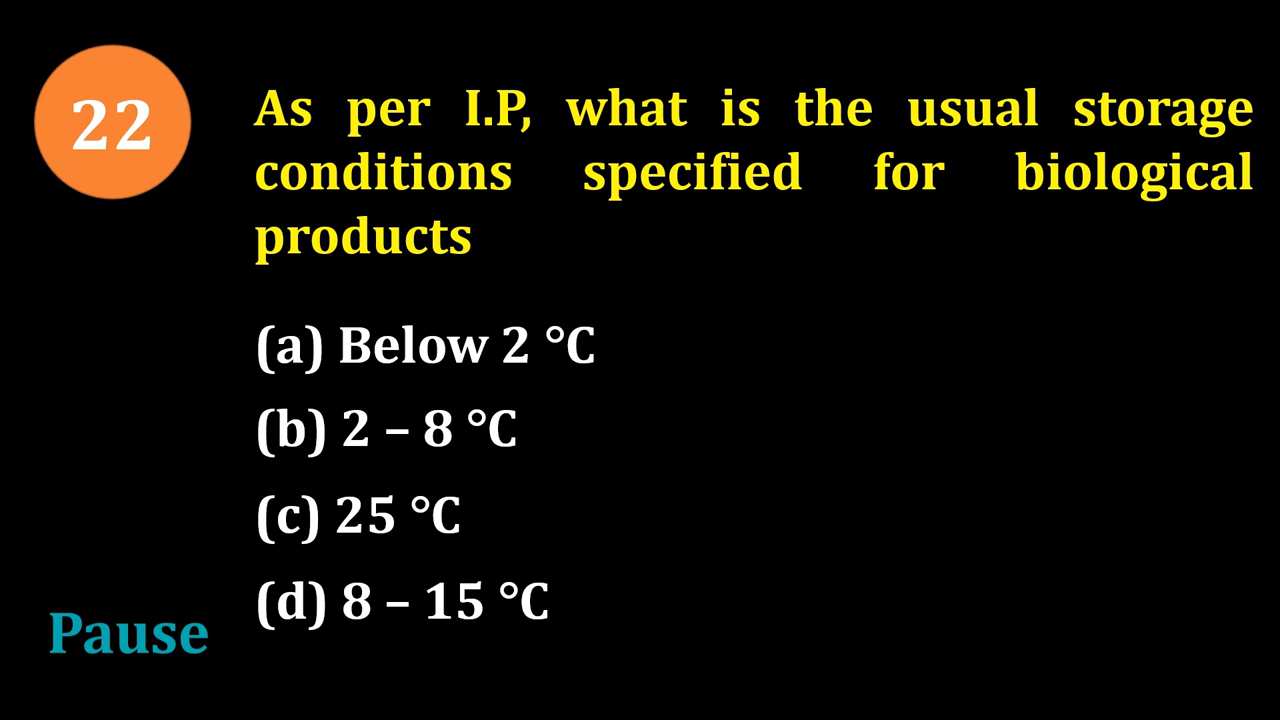 22
As per I.P, what is the usual storage
conditions specified for biological
products
(a) Below 2 °C
(b) 2 – 8 °C
(c) 25 °C
(d) 8 – 15 °C
Pause